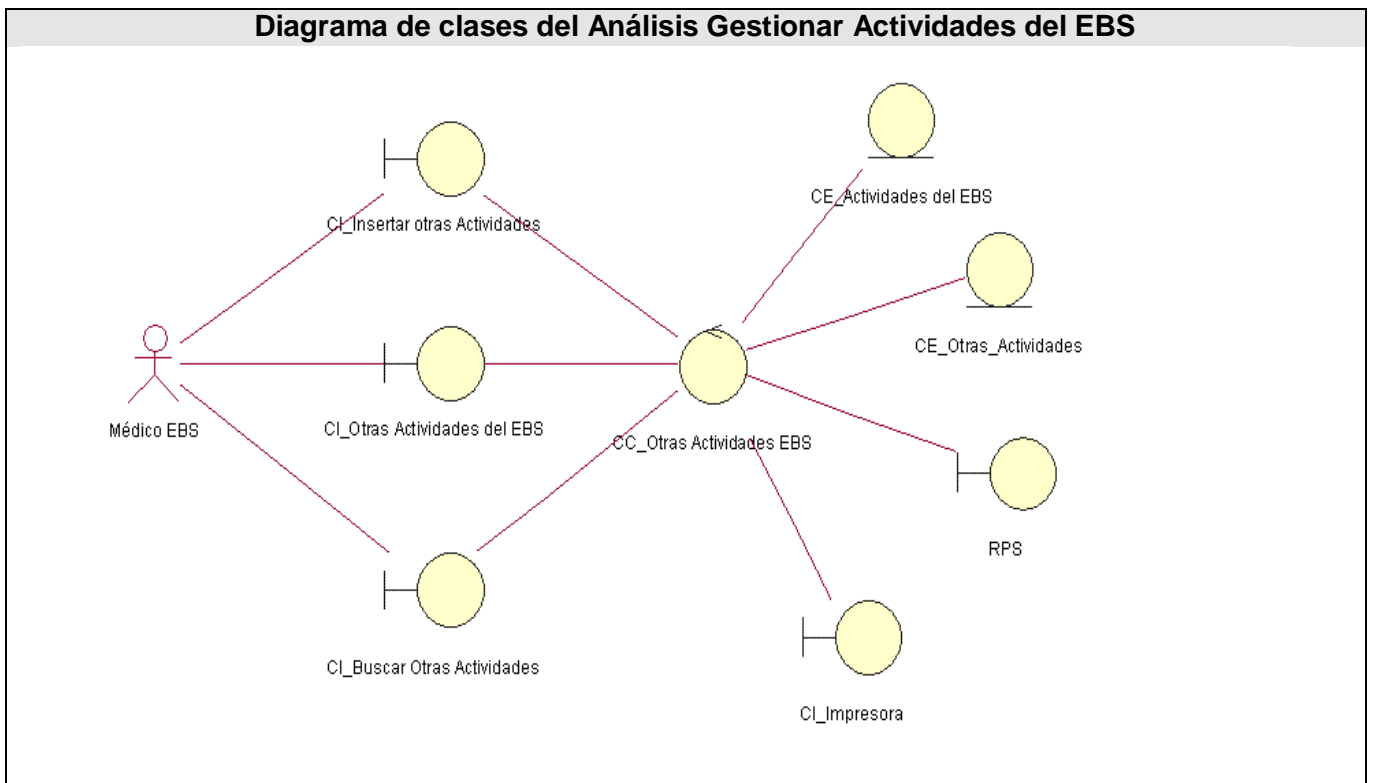 Diagrama de clases del Análisis Gestionar Actividades del EBS
CE_Actividades del EBS
CI_Insertar otras Actividades
CE_Otras_Actividades
Médico EBS
CI_Otras Actividades del EBS
CC_Otras Actividades EBS
RPS
CI_Buscar Otras Actividades
CI_Impresora